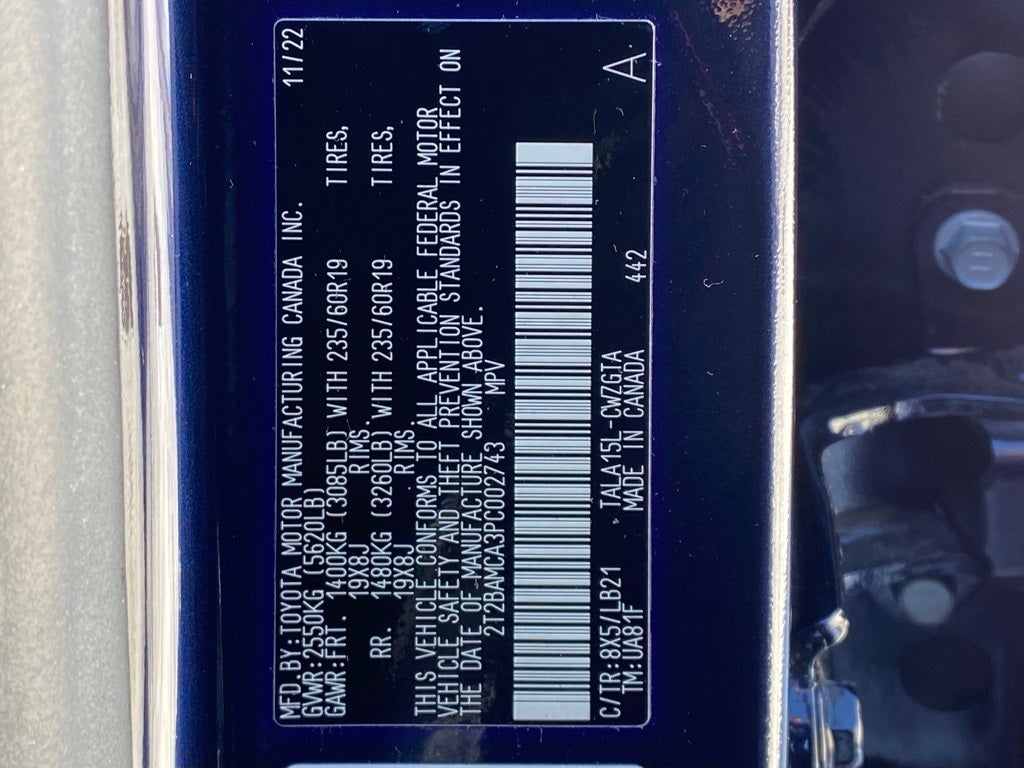 MFD.BY:TOYOTA MOTOR MANUFACTURING CANADA INC. 11/22
GVWR:2550KG (5620LB)
GAWR:FRT. 1400KG (3085LB) WITH 235/60R19 TIRES,
19X8J RIMS.
RR. 1480KG (3260LB) WITH 235/60R19 TIRES,
19X8J RIMS.
THIS VEHICLE CONFORMS TO ALL APPLICABLE FEDERAL MOTOR
VEHICLE SAFETY AND THEFT PREVENTION STANDARDS IN EFFECT ON
THE DATE OF MANUFACTURE SHOWN ABOVE.
2T2BAMCA3PC002743 MPV
C/TR:8X5/LB21 TALA15L-CWZGTA 442 A
TM:UA81F MADE IN CANADA